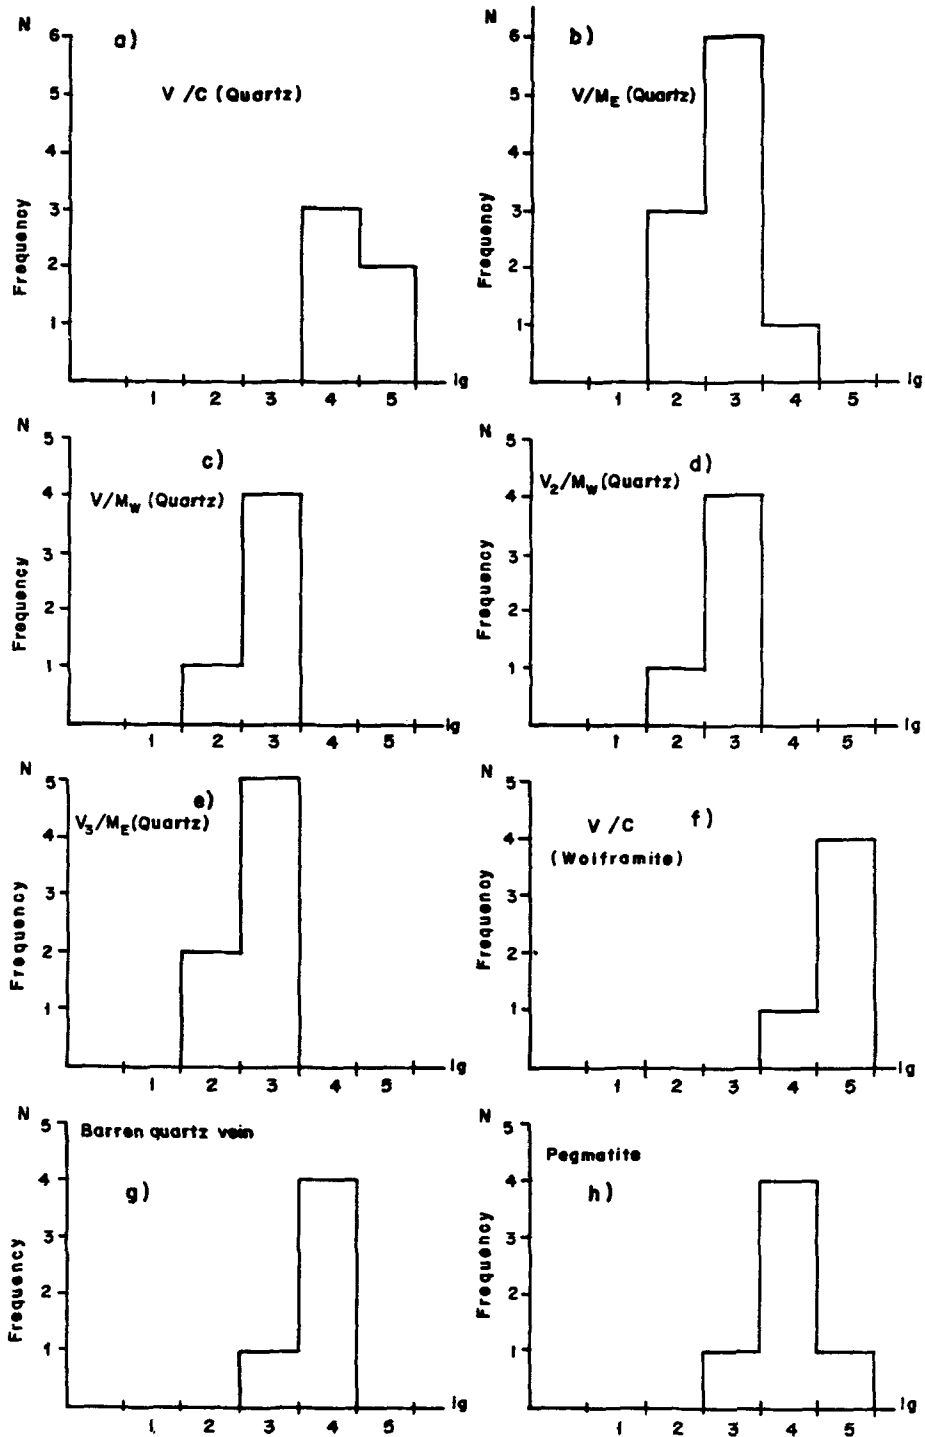 N
a)
6
V/C (Quartz)
5
4
3
2
1
Frequency
1 2 3 4 5
lg
N
b)
6
V/M_E (Quartz)
5
4
3
2
1
Frequency
1 2 3 4 5
lg
N
5
c)
V/M_W (Quartz)
4
3
2
1
Frequency
1 2 3 4 5
lg
N
5
d)
V_2/M_W (Quartz)
4
3
2
1
Frequency
1 2 3 4 5
lg
N
5
e)
V_3/M_E (Quartz)
4
3
2
1
Frequency
1 2 3 4 5
lg
N
5
V/C f)
4
(Wolframite)
3
2
1
Frequency
1 2 3 4 5
lg
N
5
Barren quartz vein
4
g)
3
2
1
Frequency
1 2 3 4 5
lg
N
5
Pegmatite
4
h)
3
2
1
Frequency
1 2 3 4 5
lg